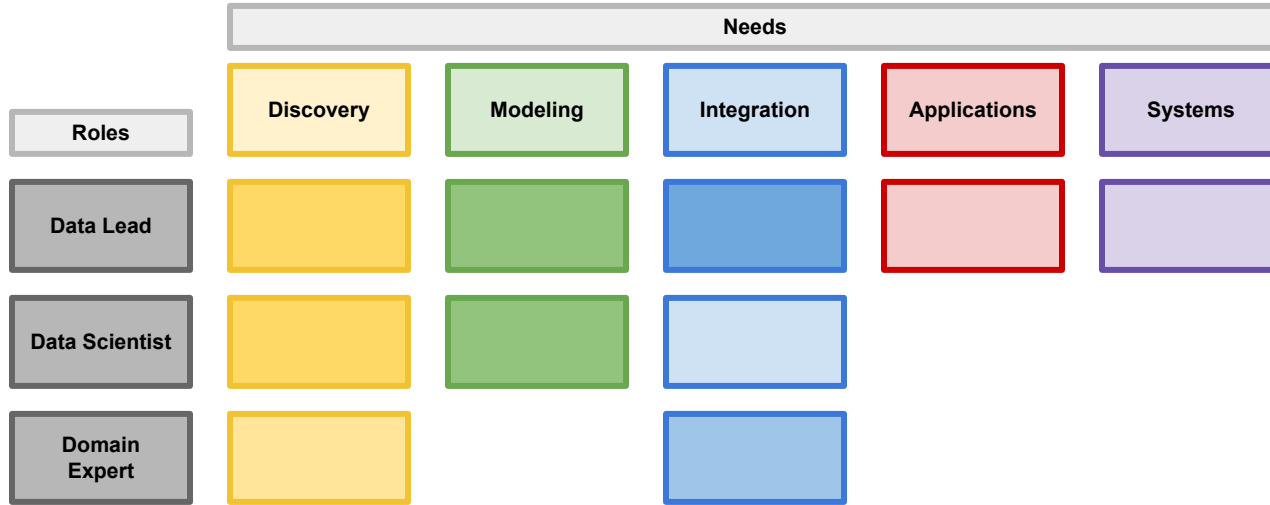 Needs
Discovery
Modeling
Integration
Applications
Systems
Roles
Data Lead
Data Scientist
Domain
Expert